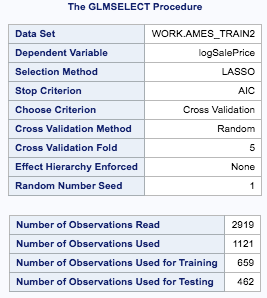 The GLMSELECT Procedure
Data Set WORK.AMES_TRAIN2
Dependent Variable logSalePrice
Selection Method LASSO
Stop Criterion AIC
Choose Criterion Cross Validation
Cross Validation Method Random
Cross Validation Fold 5
Effect Hierarchy Enforced None
Random Number Seed 1
Number of Observations Read 2919
Number of Observations Used 1121
Number of Observations Used for Training 659
Number of Observations Used for Testing 462